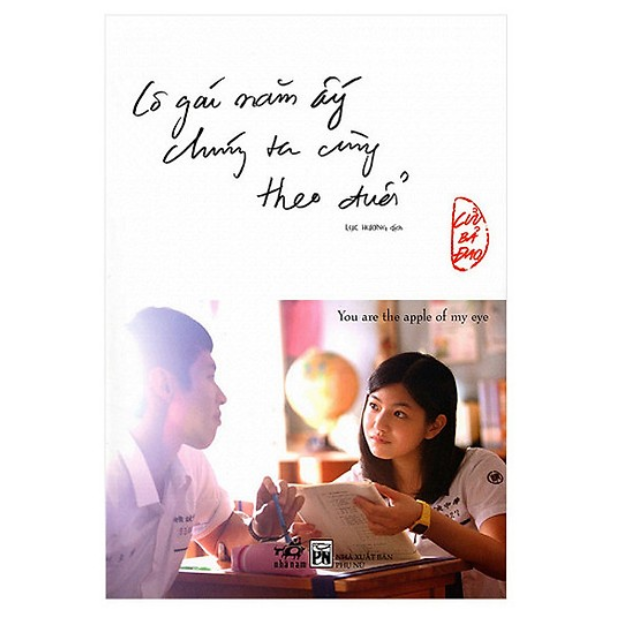 Cô gái năm ấy
chúng ta cùng
theo đuổi
LỤC HƯƠNG dịch
CỬU
BẢ
ĐAO
You are the apple of my eye
nhã nam
PN
NHÀ XUẤT BẢN
PHỤ NỮ